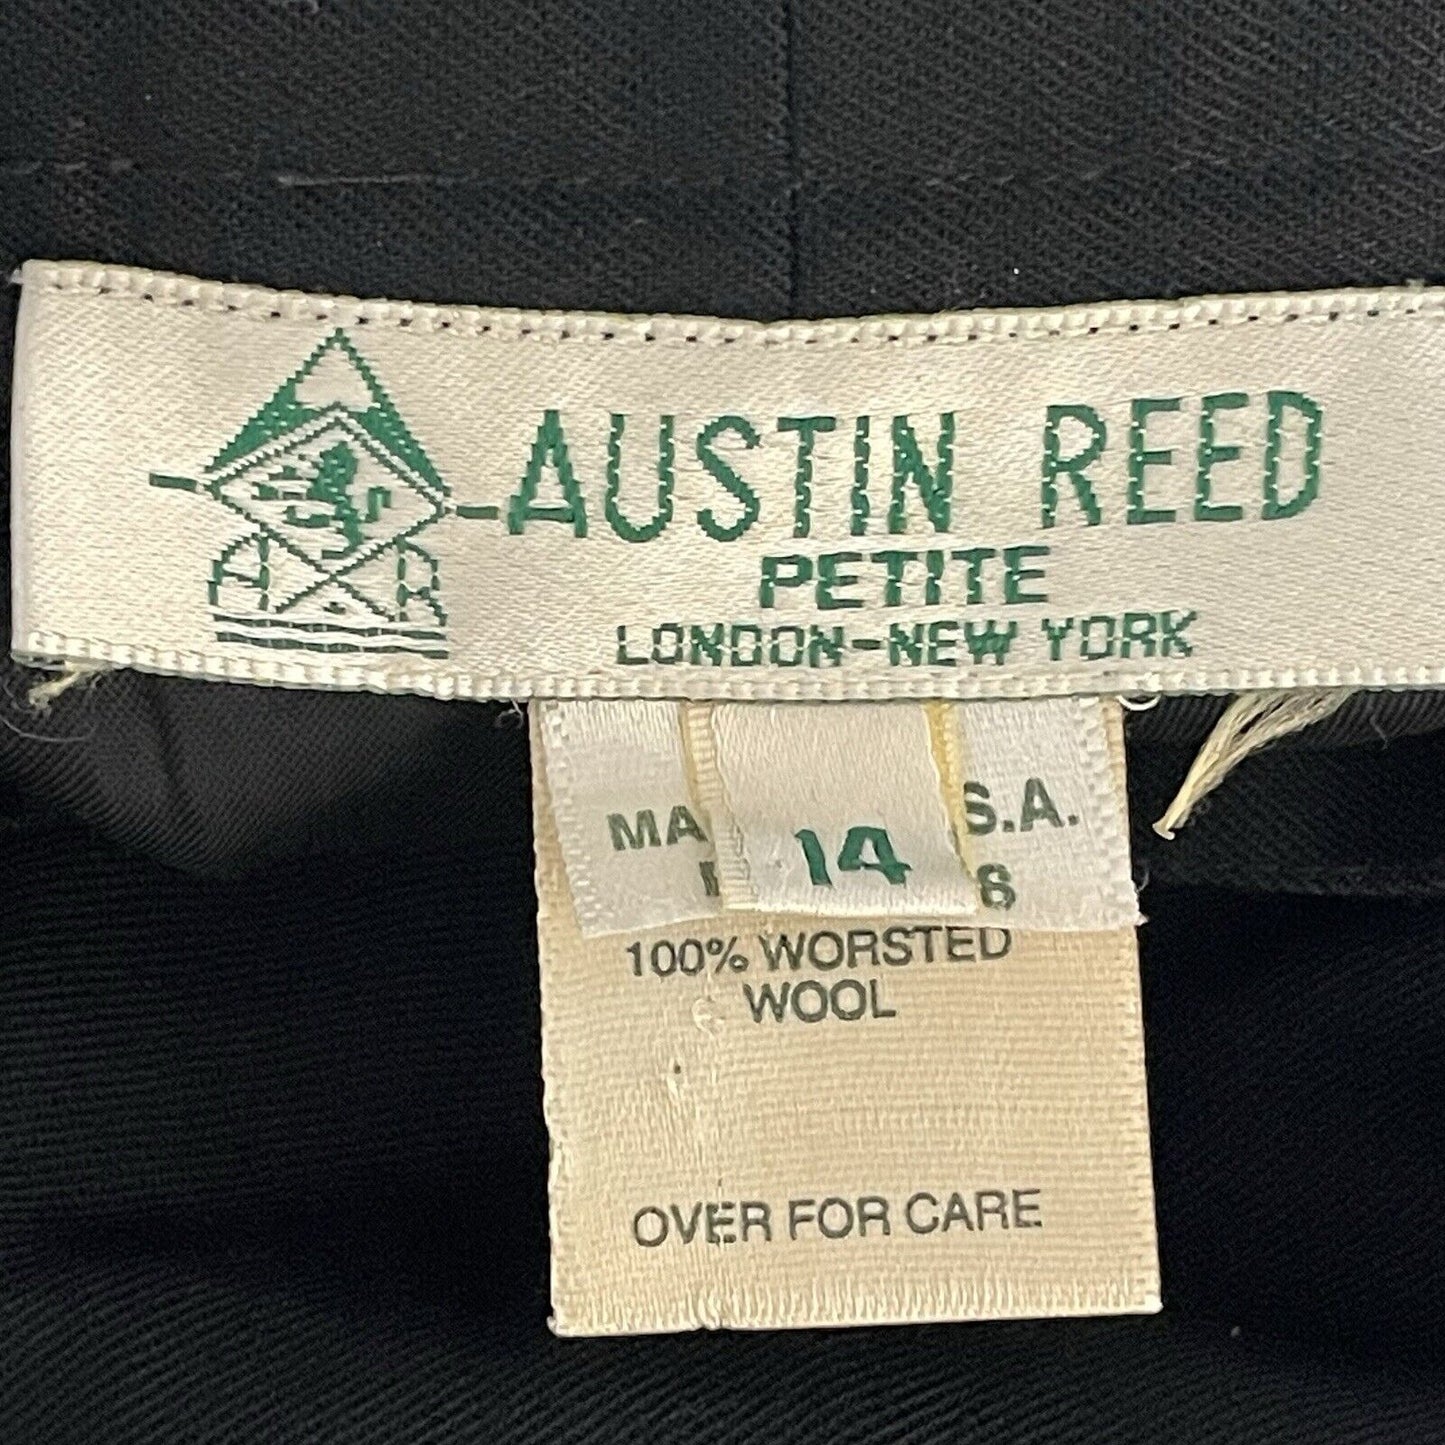 AUSTIN REED
PETITE
LONDON-NEW YORK
S.A.
14
100% WORSTED
WOOL
OVER FOR CARE